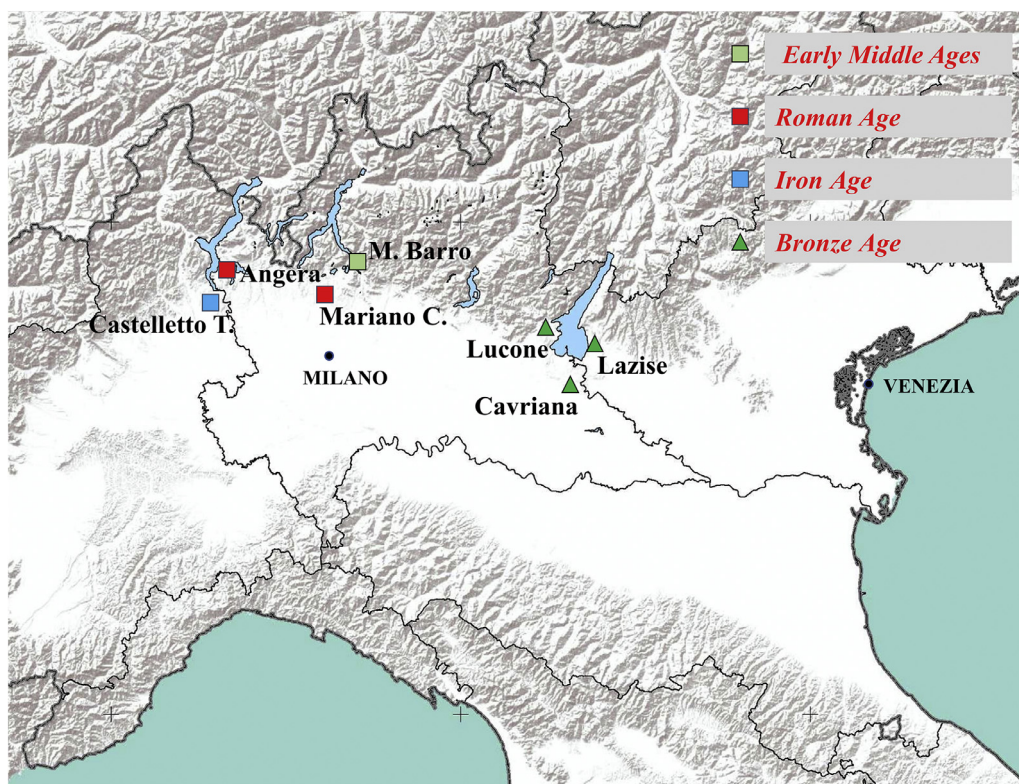 Early Middle Ages
Roman Age
Iron Age
Bronze Age
M. Barro
Angera
Mariano C.
Castelletto T.
Lucone
Lazise
MILANO
VENEZIA
Cavriana